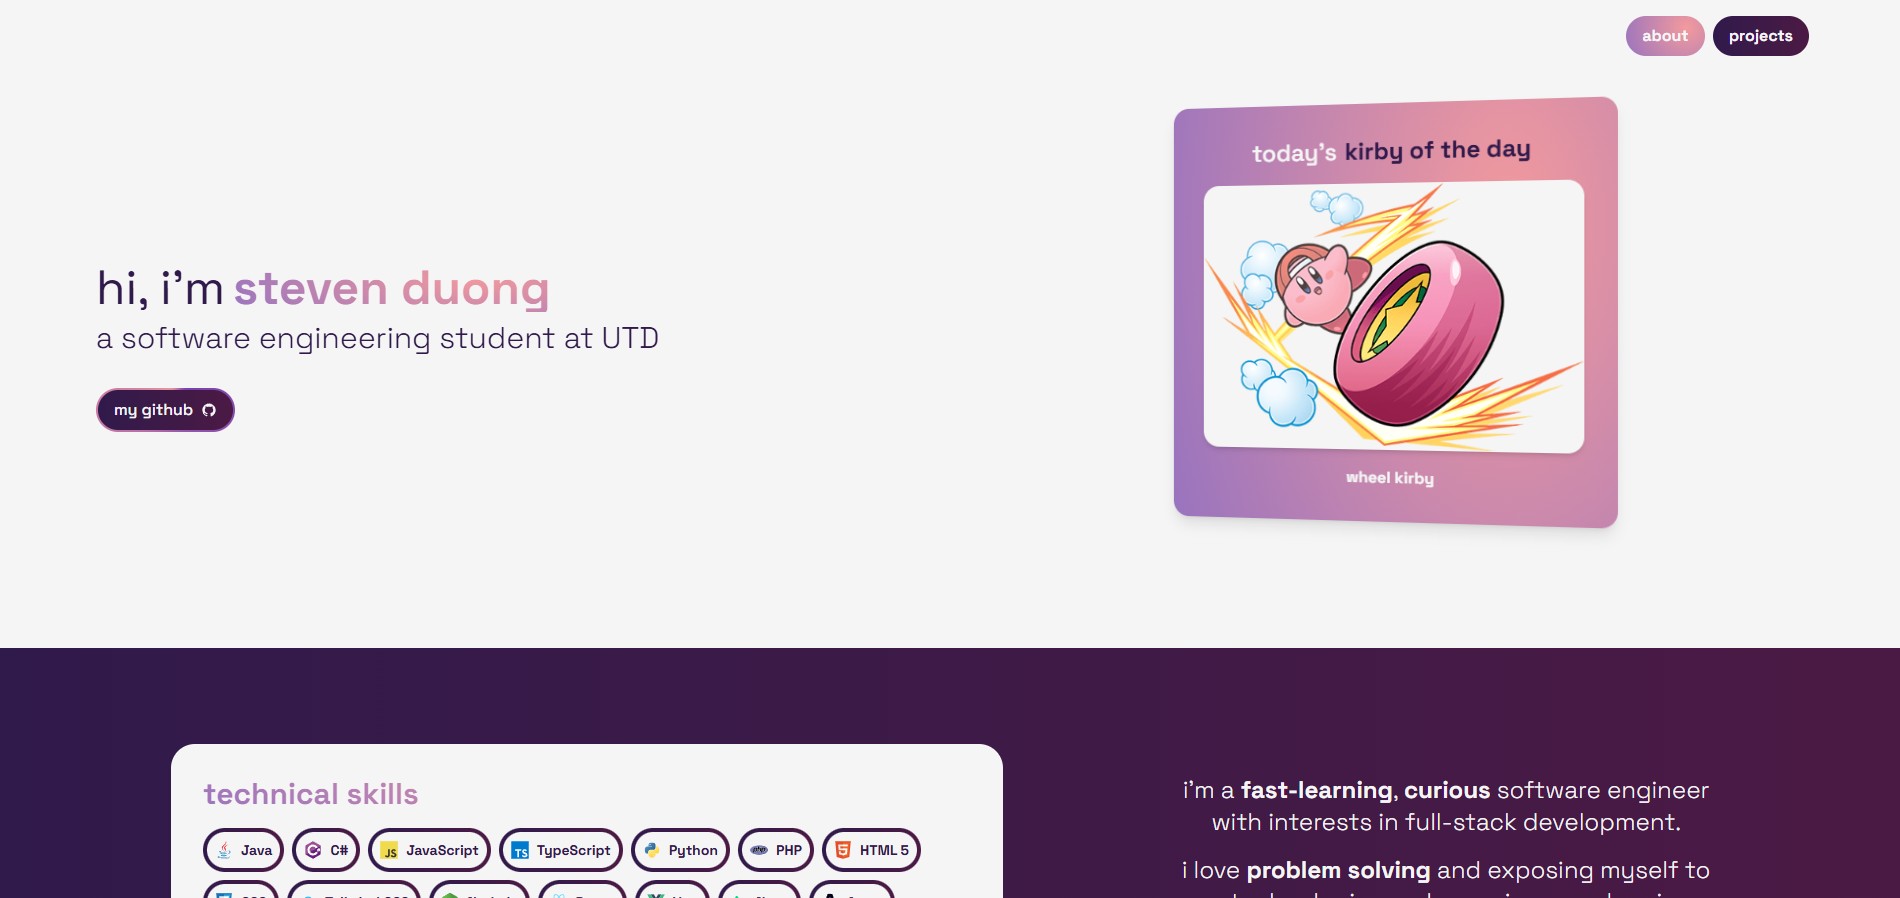 about projects
today's kirby of the day
hi, i'm steven duong
a software engineering student at UTD
my github
wheel kirby
technical skills
Java C# JavaScript TypeScript Python PHP HTML 5
i'm a fast-learning, curious software engineer
with interests in full-stack development.
i love problem solving and exposing myself to